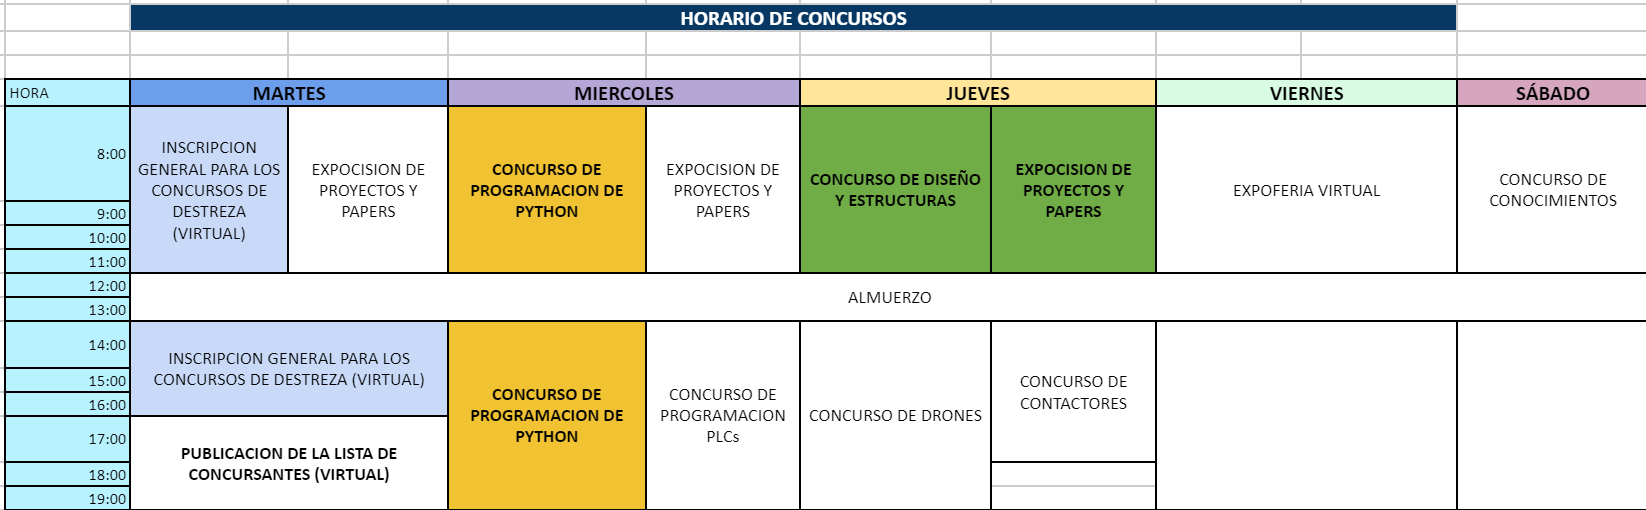 HORARIO DE CONCURSOS
HORA
MARTES
MIERCOLES
JUEVES
VIERNES
SÁBADO
8:00
9:00
10:00
11:00
INSCRIPCION
GENERAL PARA LOS
CONCURSOS DE
DESTREZA
(VIRTUAL)
EXPOCISION DE
PROYECTOS Y
PAPERS
CONCURSO DE
PROGRAMACION DE
PYTHON
EXPOCISION DE
PROYECTOS Y
PAPERS
CONCURSO DE DISEÑO
Y ESTRUCTURAS
EXPOCISION DE
PROYECTOS Y
PAPERS
EXPOFERIA VIRTUAL
CONCURSO DE
CONOCIMIENTOS
12:00
13:00
ALMUERZO
14:00
15:00
16:00
17:00
18:00
19:00
INSCRIPCION GENERAL PARA LOS
CONCURSOS DE DESTREZA (VIRTUAL)
PUBLICACION DE LA LISTA DE
CONCURSANTES (VIRTUAL)
CONCURSO DE
PROGRAMACION DE
PYTHON
CONCURSO DE
PROGRAMACION
PLCs
CONCURSO DE DRONES
CONCURSO DE
CONTACTORES